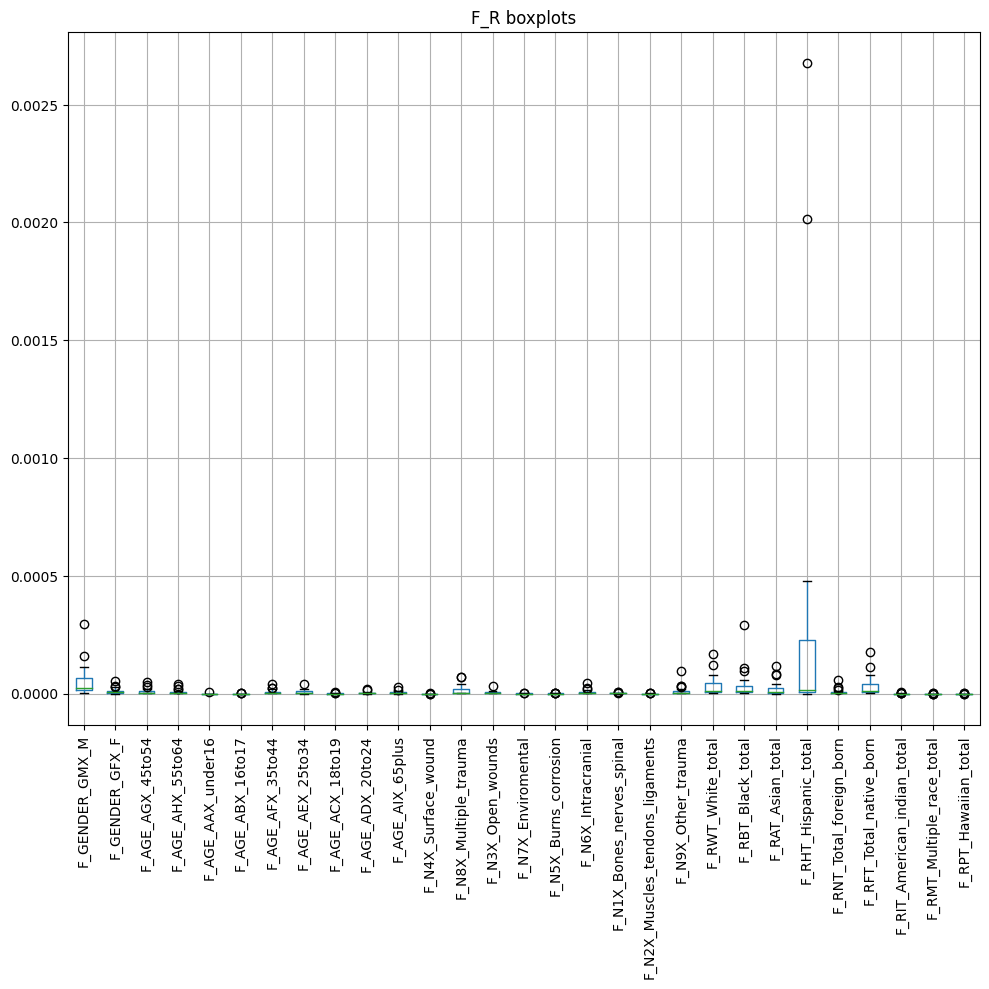 F_R boxplots
0.0025
0.0020
0.0015
0.0010
0.0005
0.0000
F_GENDER_GMX_M
F_GENDER_GFX_F
F_AGE_AGX_45to54
F_AGE_AHX_55to64
F_AGE_AAX_under16
F_AGE_ABX_16to17
F_AGE_AFX_35to44
F_AGE_AEX_25to34
F_AGE_ACX_18to19
F_AGE_ADX_20to24
F_AGE_AIX_65plus
F_N4X_Surface_wound
F_N8X_Multiple_trauma
F_N3X_Open_wounds
F_N7X_Enviromental
F_N5X_Burns_corrosion
F_N6X_Intracranial
F_N1X_Bones_nerves_spinal
F_N2X_Muscles_tendons_ligaments
F_N9X_Other_trauma
F_RWT_White_total
F_RBT_Black_total
F_RAT_Asian_total
F_RHT_Hispanic_total
F_RNT_Total_foreign_born
F_RFT_Total_native_born
F_RIT_American_indian_total
F_RMT_Multiple_race_total
F_RPT_Hawaiian_total